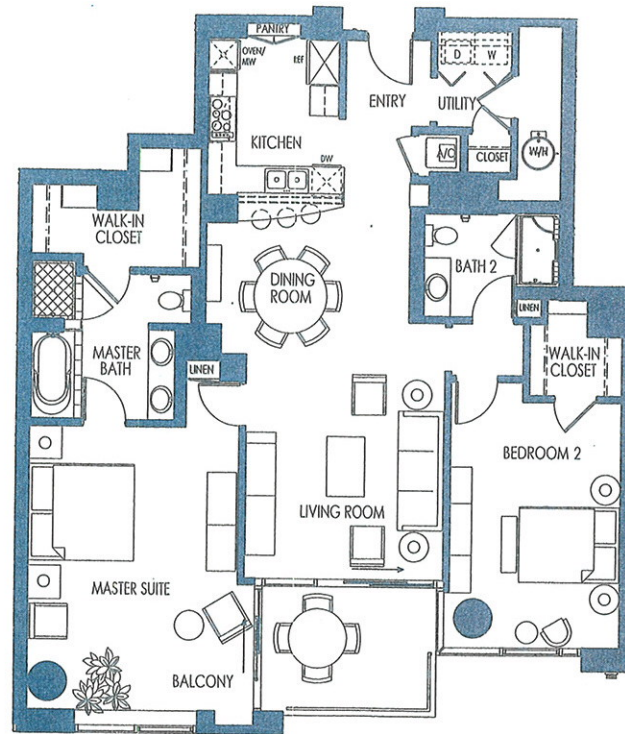 PANTRY
OVEN/
MW
REF
D
W
ENTRY
UTILITY
KITCHEN
DW
A/C
CLOSET
W/H
WALK-IN
CLOSET
BATH 2
DINING
ROOM
LINEN
MASTER
BATH
LINEN
WALK-IN
CLOSET
BEDROOM 2
LIVING ROOM
MASTER SUITE
BALCONY